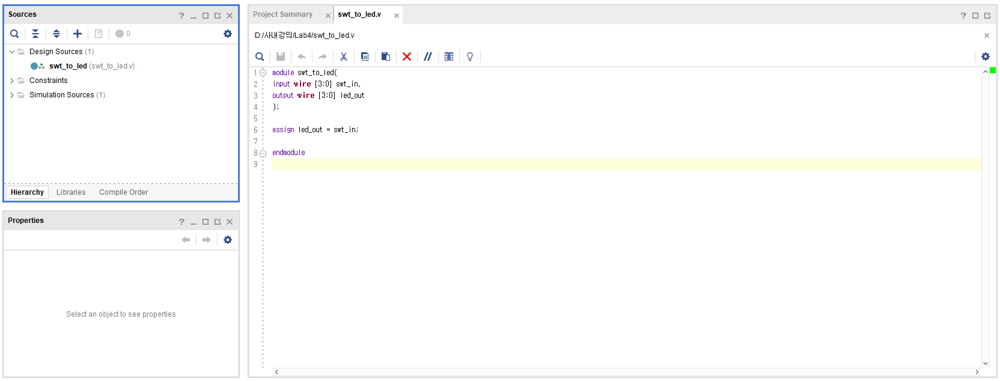 Sources
0
Design Sources (1)
swt_to_led (swt_to_led.v)
Constraints
Simulation Sources (1)
Hierarchy Libraries Compile Order
Properties
Select an object to see properties
Project Summary swt_to_led.v
D:/사내강의/Lab4/swt_to_led.v
1 module swt_to_led(
2 input wire [3:0] swt_in,
3 output wire [3:0] led_out
4 );
5
6 assign led_out = swt_in;
7
8 endmodule
9